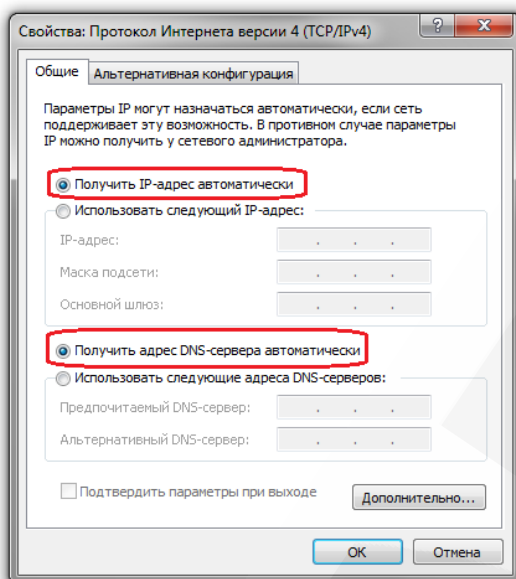 Свойства: Протокол Интернета версии 4 (TCP/IPv4)
?
Общие
Альтернативная конфигурация
Параметры IP могут назначаться автоматически, если сеть
поддерживает эту возможность. В противном случае параметры
IP можно получить у сетевого администратора.
Получить IP-адрес автоматически
Использовать следующий IP-адрес:
IP-адрес:
Маска подсети:
Основной шлюз:
Получить адрес DNS-сервера автоматически
Использовать следующие адреса DNS-серверов:
Предпочитаемый DNS-сервер:
Альтернативный DNS-сервер:
Подтвердить параметры при выходе
Дополнительно...
ОК
Отмена